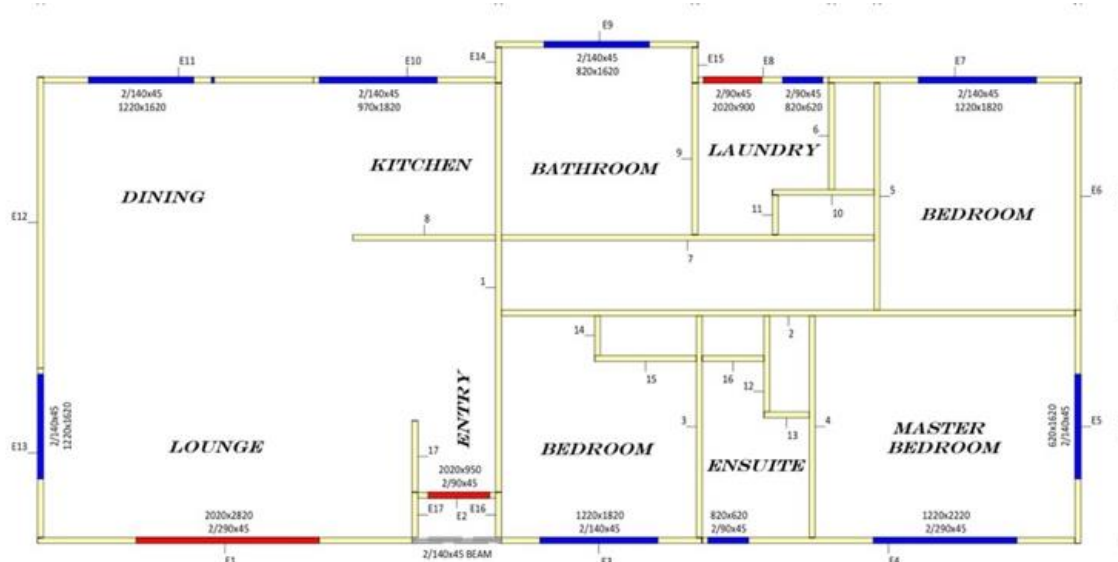 E9
E14
2/140x45
820x1620
E15
E11
E10
E8
E7
2/140x45
1220x1620
2/140x45
970x1820
2/90x45
2020x900
2/90x45
820x620
2/140x45
1220x1820
6
LAUNDRY
9
KITCHEN
BATHROOM
DINING
5
E6
11
10
BEDROOM
E12
8
7
1
14
2
15
16
12
ENTRY
2/140x45
1220x1620
13
3
4
620x1620
2/140x45
E5
E13
LOUNGE
17
BEDROOM
ENSUITE
MASTER
BEDROOM
2020x950
2/90x45
E17
E2
E16
2020x2820
2/290x45
1220x1820
2/140x45
820x620
2/90x45
1220x2220
2/290x45
2/140x45 BEAM
E1
E3
E4